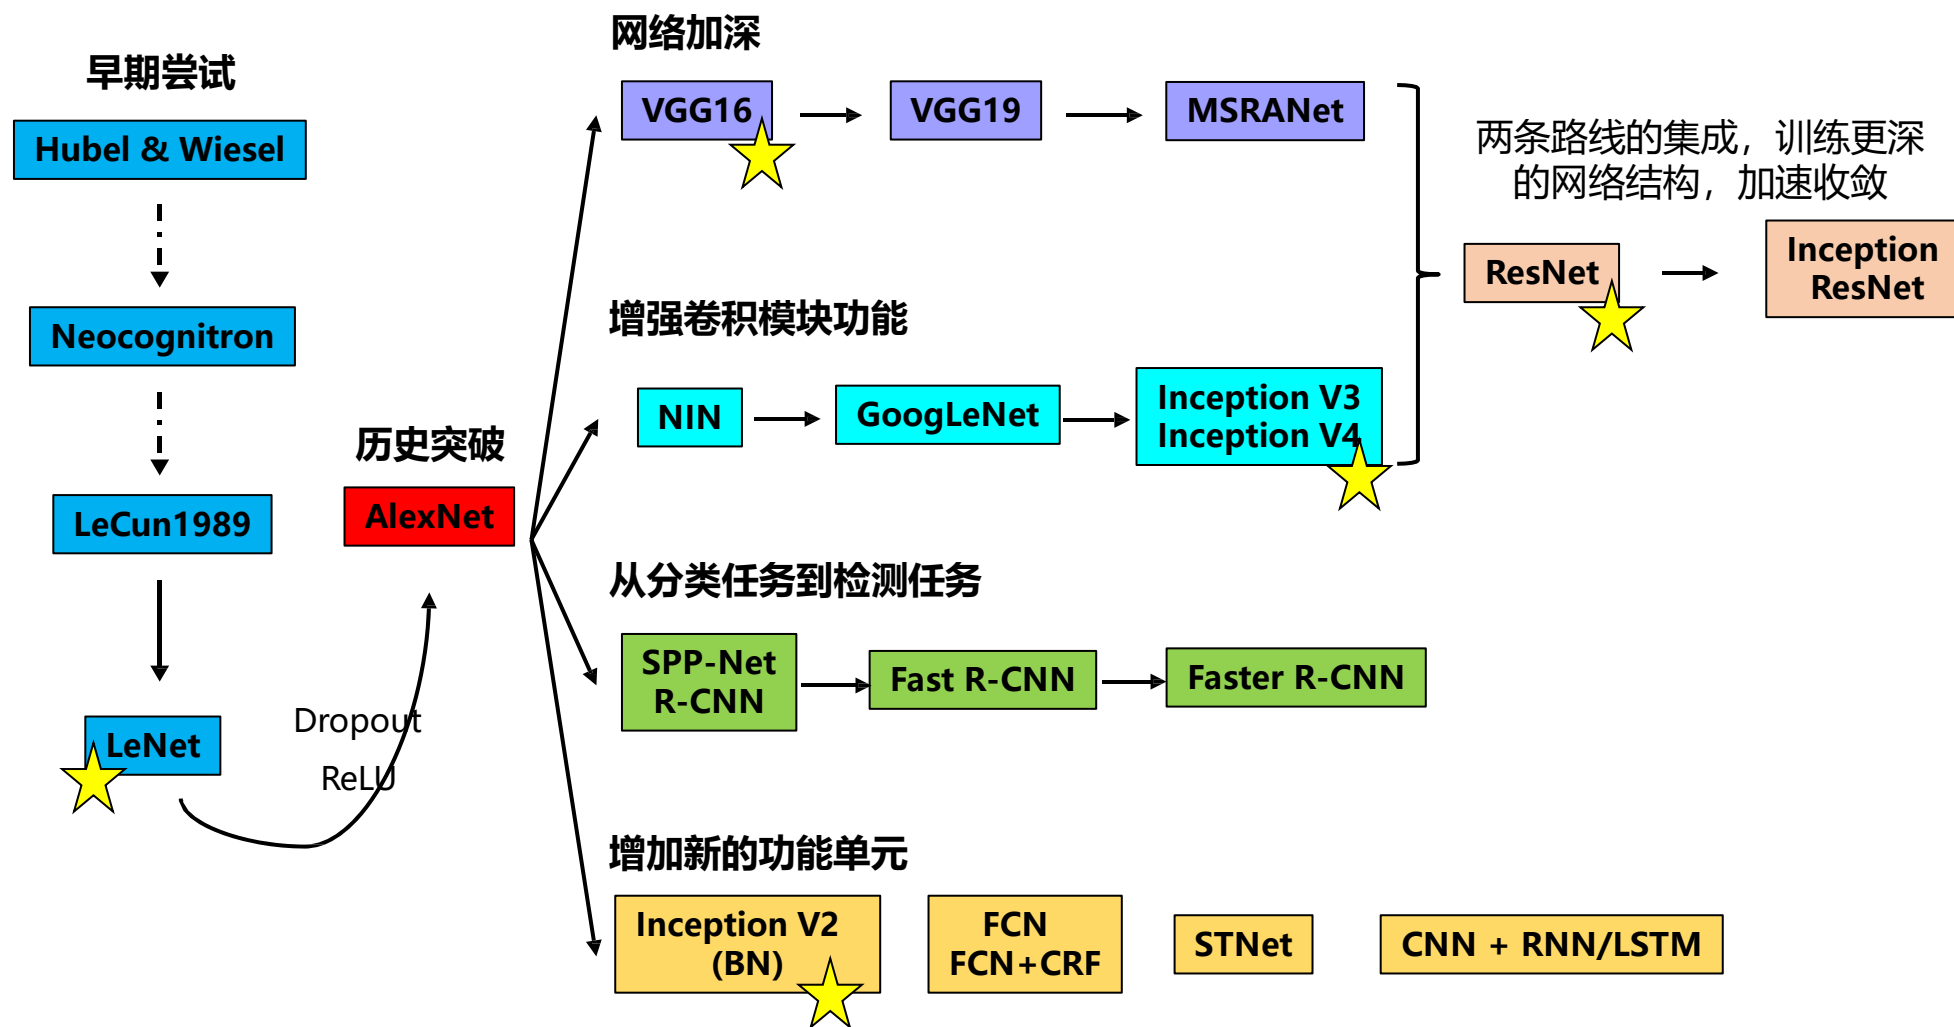 早期尝试
Hubel & Wiesel
Neocognitron
LeCun1989
LeNet
Dropout
ReLU
历史突破
AlexNet
网络加深
VGG16
VGG19
MSRANet
增强卷积模块功能
NIN
GoogLeNet
Inception V3
Inception V4
两条路线的集成，训练更深
的网络结构，加速收敛
ResNet
Inception
ResNet
从分类任务到检测任务
SPP-Net
R-CNN
Fast R-CNN
Faster R-CNN
增加新的功能单元
Inception V2
(BN)
FCN
FCN+CRF
STNet
CNN + RNN/LSTM